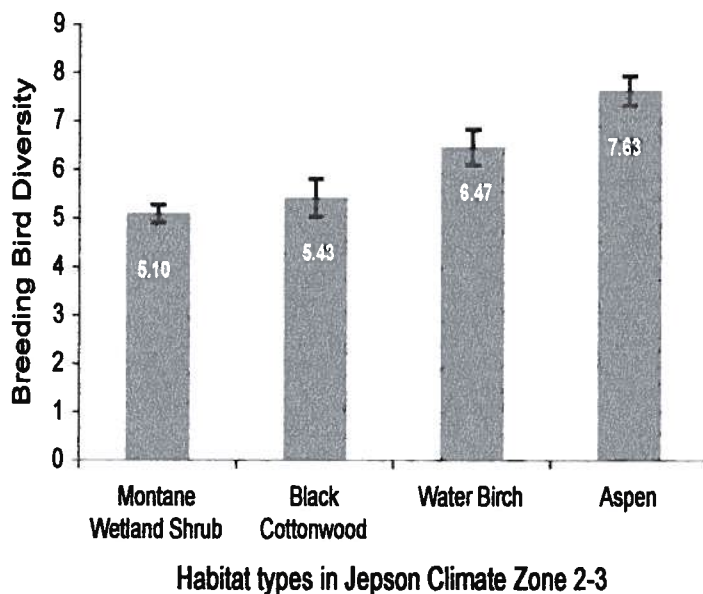 Breeding Bird Diversity
9
8
7
6
5
4
3
2
1
0
5.10
5.43
6.47
7.63
Montane
Wetland Shrub
Black
Cottonwood
Water Birch
Aspen
Habitat types in Jepson Climate Zone 2-3